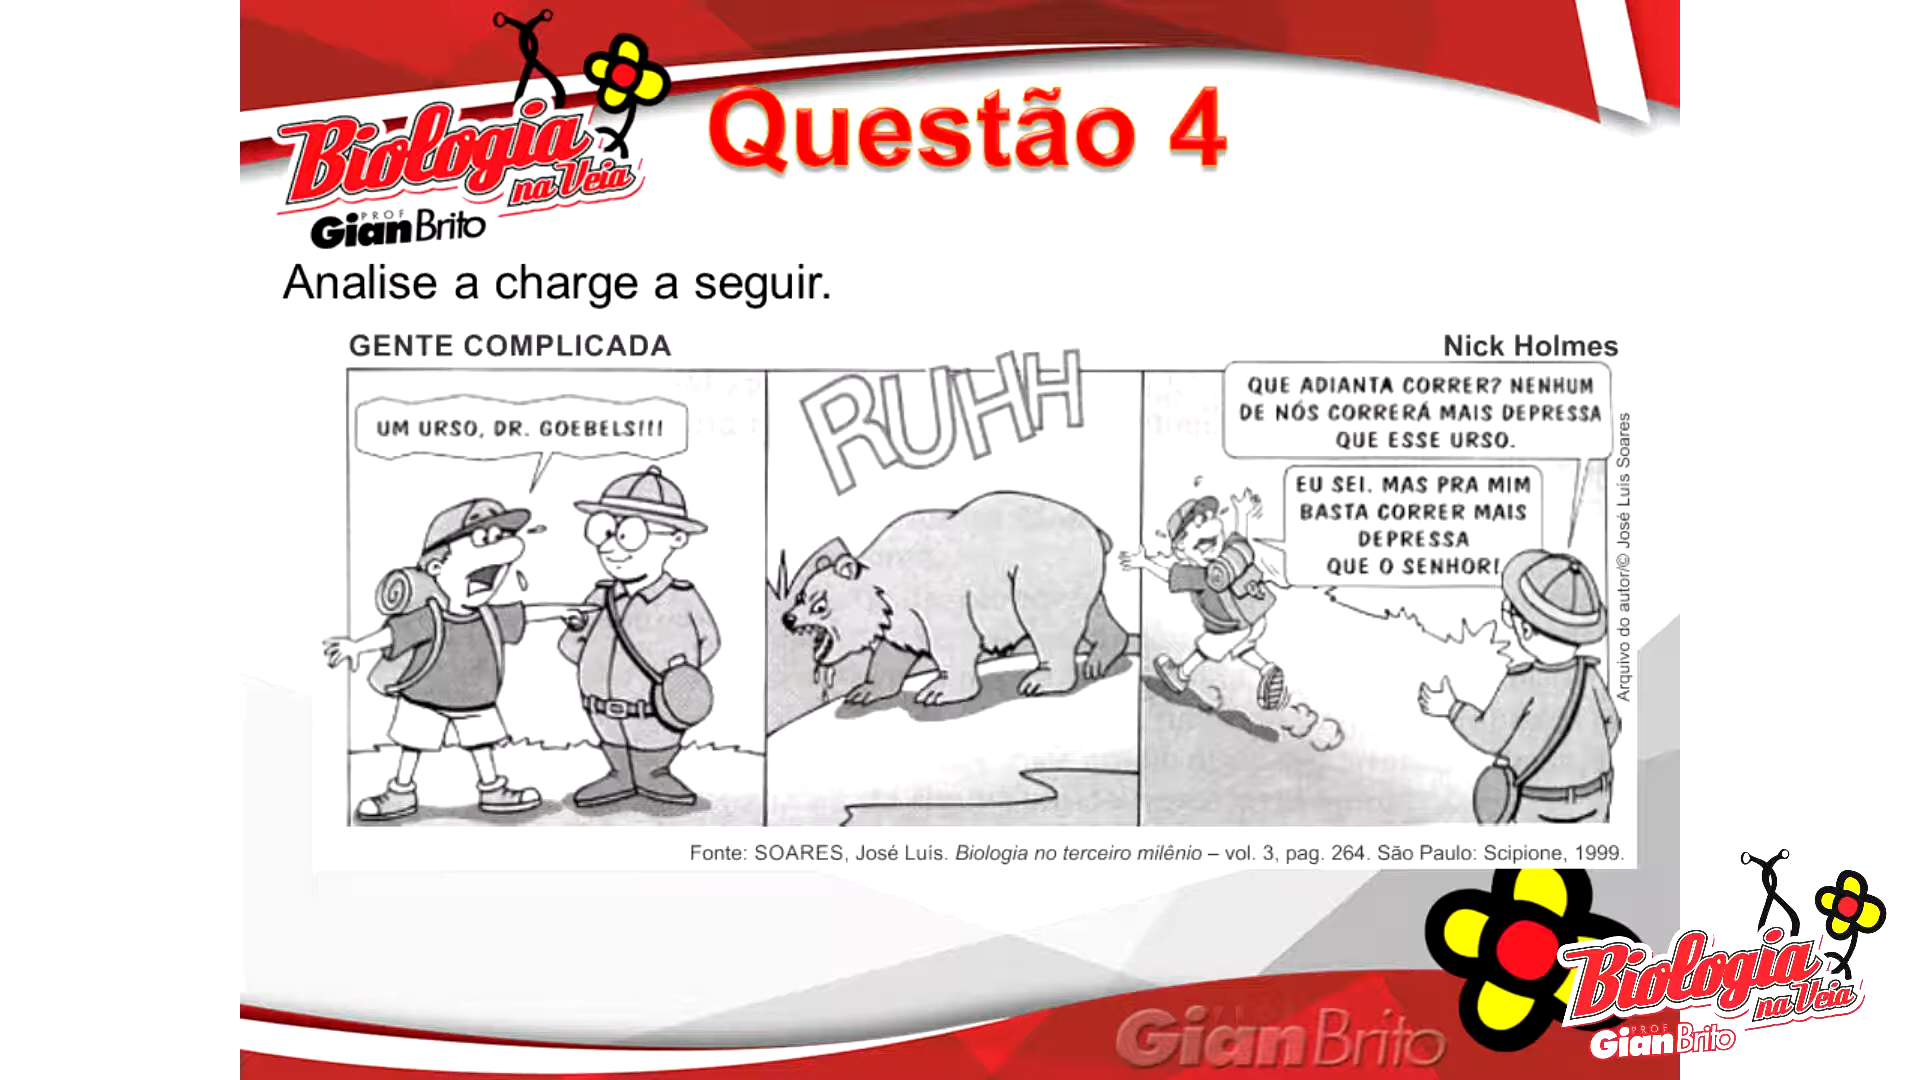 Biologia
na Veia
PROF
Gian Brito
Questão 4
Analise a charge a seguir.
GENTE COMPLICADA
Nick Holmes
UM URSO, DR. GOEBELS!!!
RUHH
QUE ADIANTA CORRER? NENHUM
DE NÓS CORRERÁ MAIS DEPRESSA
QUE ESSE URSO.
EU SEI. MAS PRA MIM
BASTA CORRER MAIS
DEPRESSA
QUE O SENHOR!
Arquivo do autor/© José Luís Soares
Fonte: SOARES, José Luís. Biologia no terceiro milênio – vol. 3, pag. 264. São Paulo: Scipione, 1999.
Gian Brito
Biologia
na Veia
PROF
Gian Brito